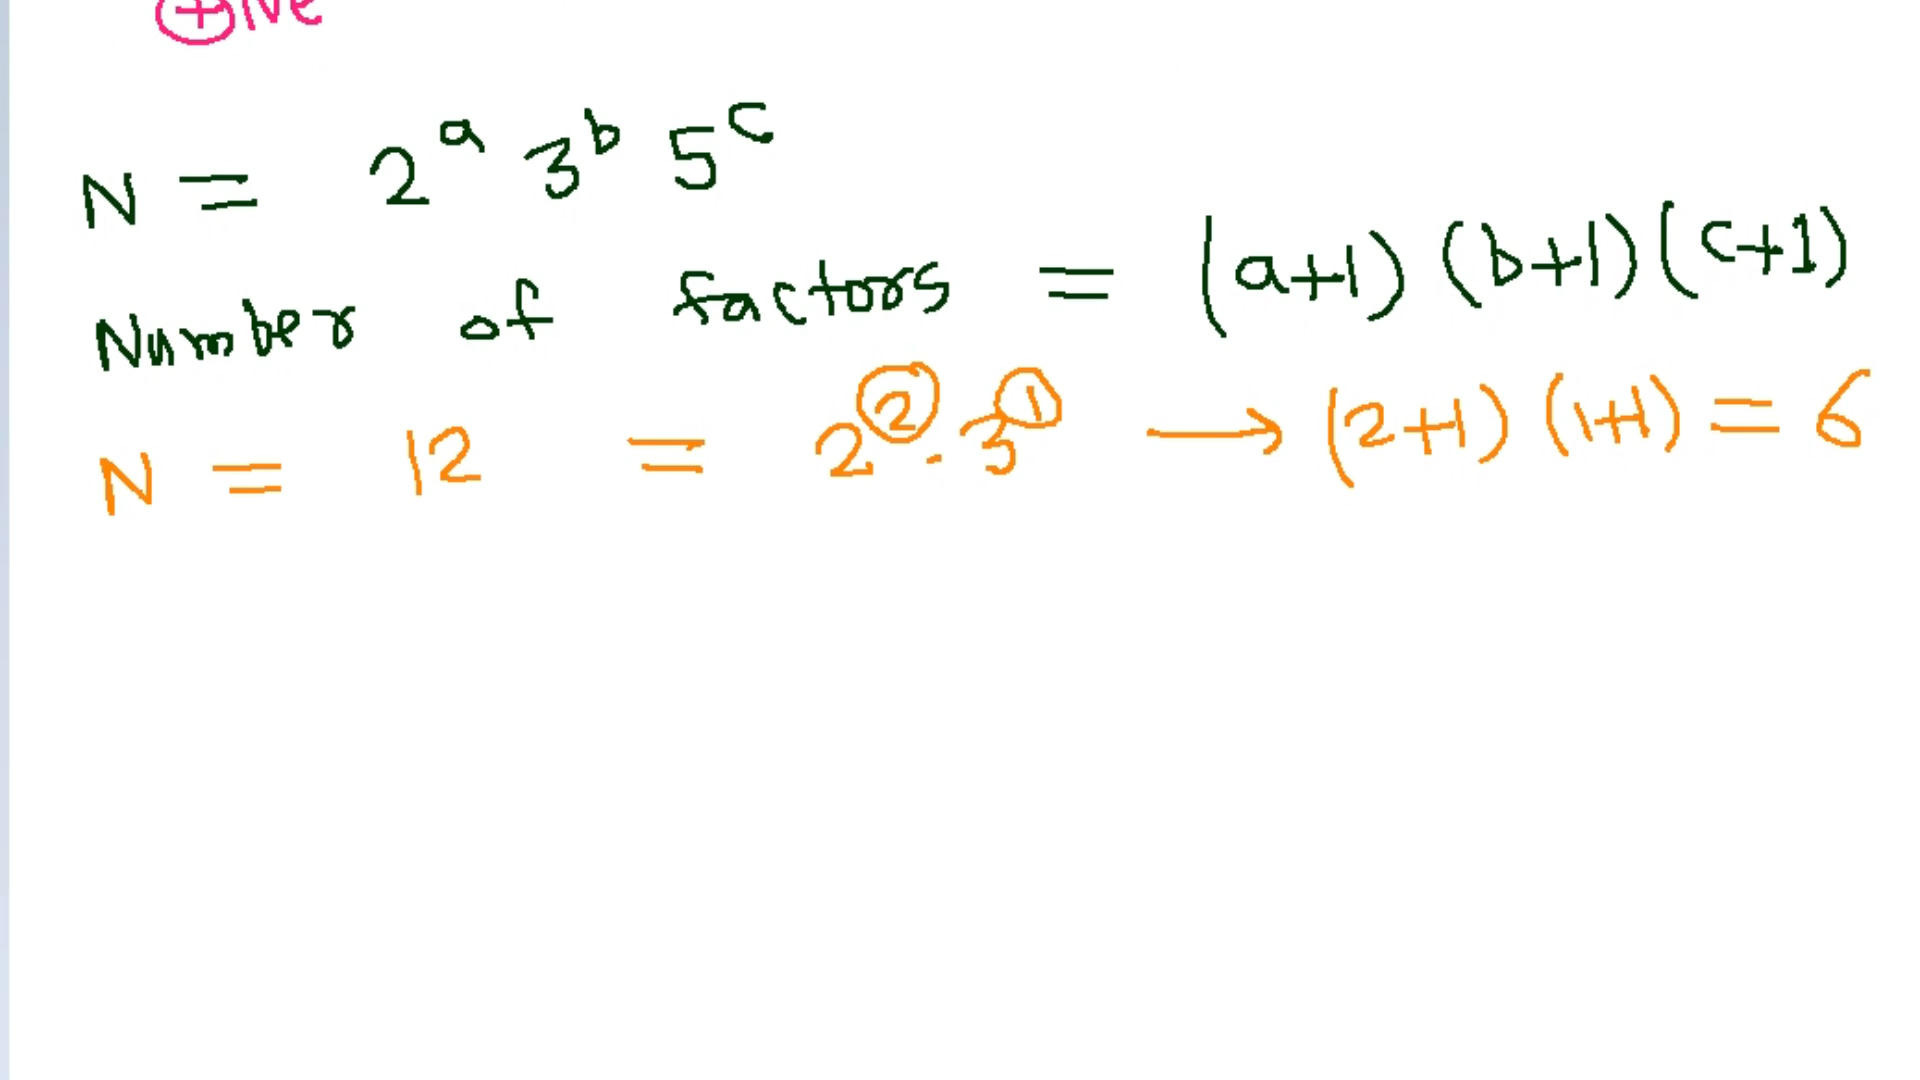 ⊕ive
N = 2^a 3^b 5^c
Number of factors = (a+1) (b+1) (c+1)
N = 12 = 2^2 . 3^1 → (2+1) (1+1) = 6